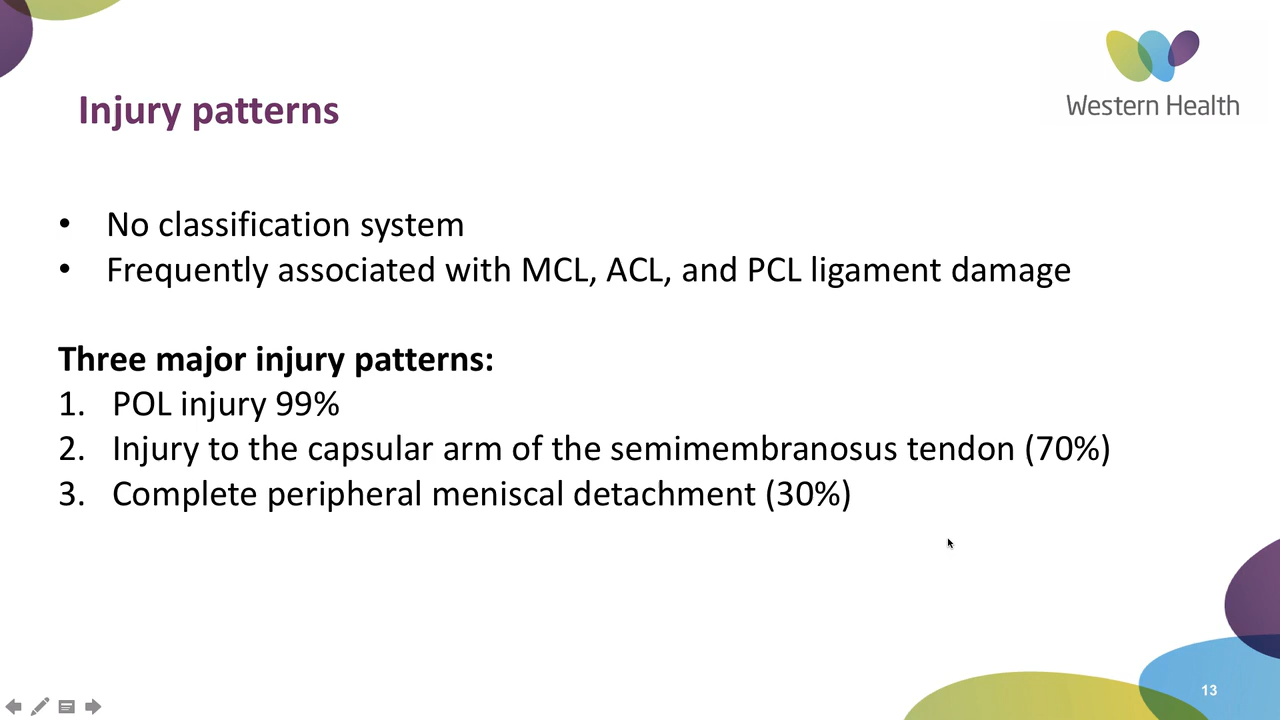 Western Health
Injury patterns
• No classification system
• Frequently associated with MCL, ACL, and PCL ligament damage
Three major injury patterns:
1. POL injury 99%
2. Injury to the capsular arm of the semimembranosus tendon (70%)
3. Complete peripheral meniscal detachment (30%)
13